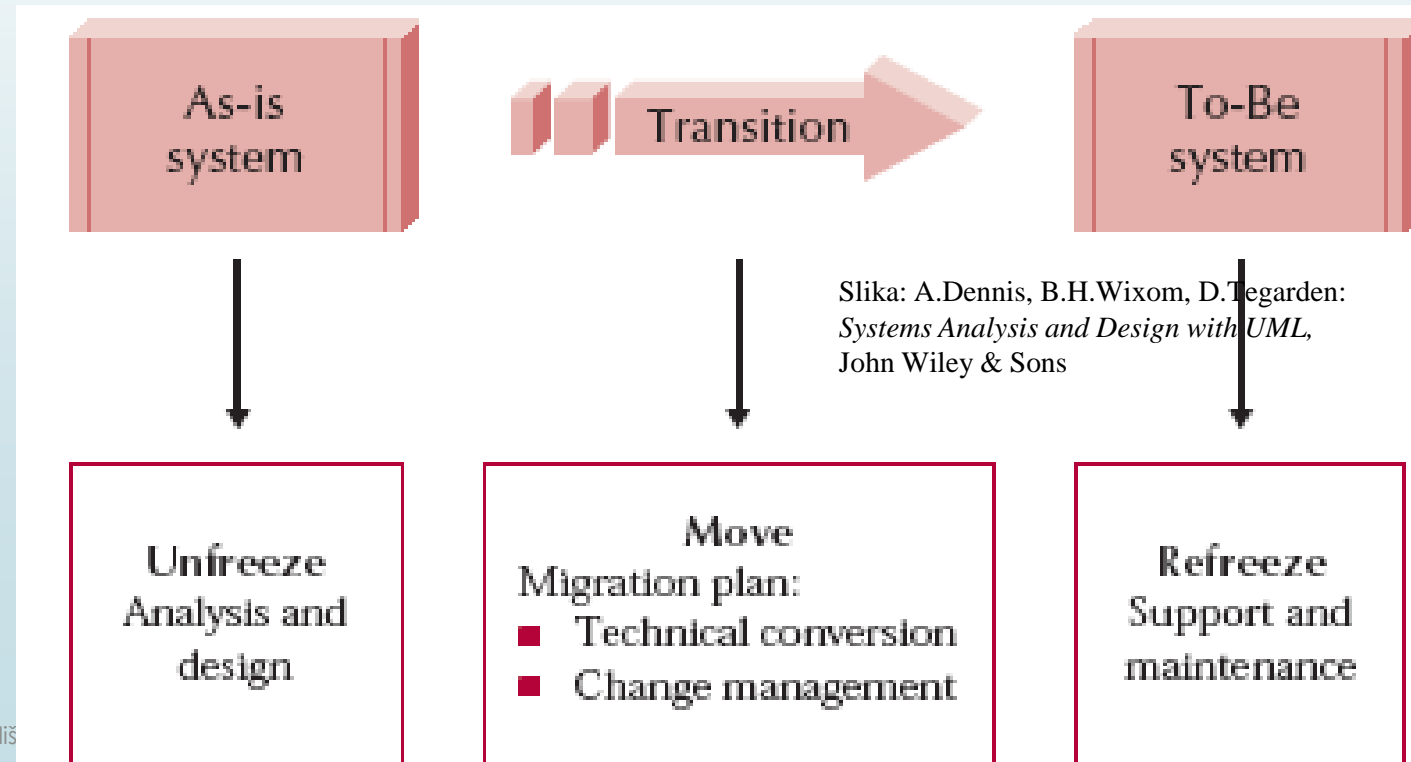 As-is
system
Transition
To-Be
system
Slika: A.Dennis, B.H.Wixom, D.Tegarden:
Systems Analysis and Design with UML,
John Wiley & Sons
Unfreeze
Analysis and
design
Move
Migration plan:
Technical conversion
Change management
Refreeze
Support and
maintenance